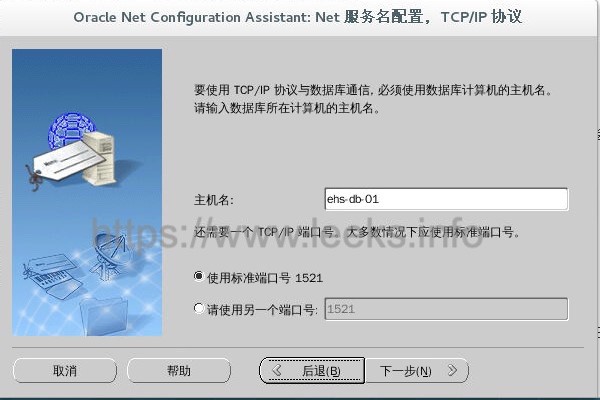 Oracle Net Configuration Assistant: Net 服务名配置，TCP/IP 协议
要使用 TCP/IP 协议与数据库通信, 必须使用数据库计算机的主机名。
请输入数据库所在计算机的主机名。
主机名: ehs-db-01
https://www.leeks.info
还需要一个 TCP/IP 端口号。大多数情况下应使用标准端口号。
使用标准端口号 1521
请使用另一个端口号: 1521
取消 帮助 后退(B) 下一步(N)